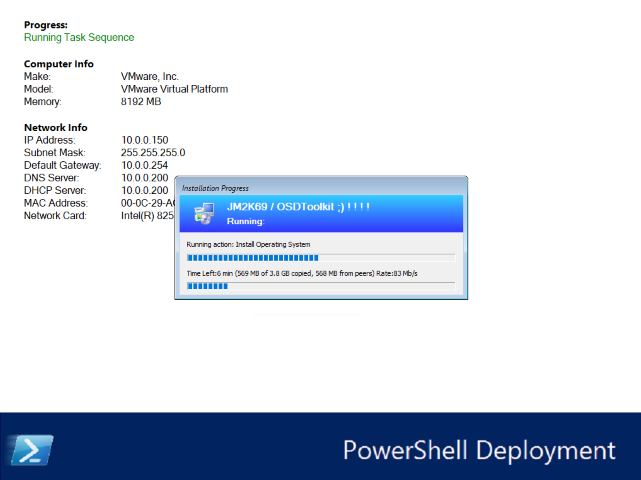 Progress:
Running Task Sequence
Computer Info
Make: VMware, Inc.
Model: VMware Virtual Platform
Memory: 8192 MB
Network Info
IP Address: 10.0.0.150
Subnet Mask: 255.255.255.0
Default Gateway: 10.0.0.254
DNS Server: 10.0.0.200
DHCP Server: 10.0.0.200
MAC Address: 00-0C-29-A
Network Card: Intel(R) 825
Installation Progress
JM2K69 / OSDToolkit ;) ! ! ! !
Running:
Running action: Install Operating System
Time Left:6 min (569 MB of 3.8 GB copied, 568 MB from peers) Rate:83 Mb/s
PowerShell Deployment